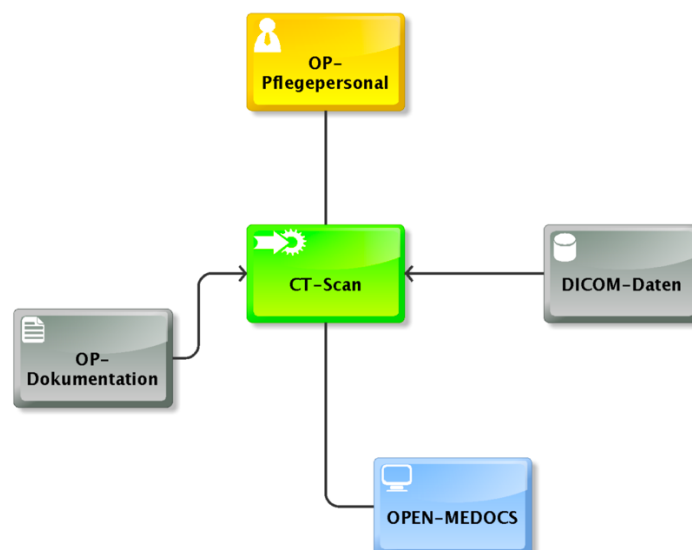 OP-
Pflegepersonal
CT-Scan
DICOM-Daten
OP-
Dokumentation
OPEN-MEDOCS